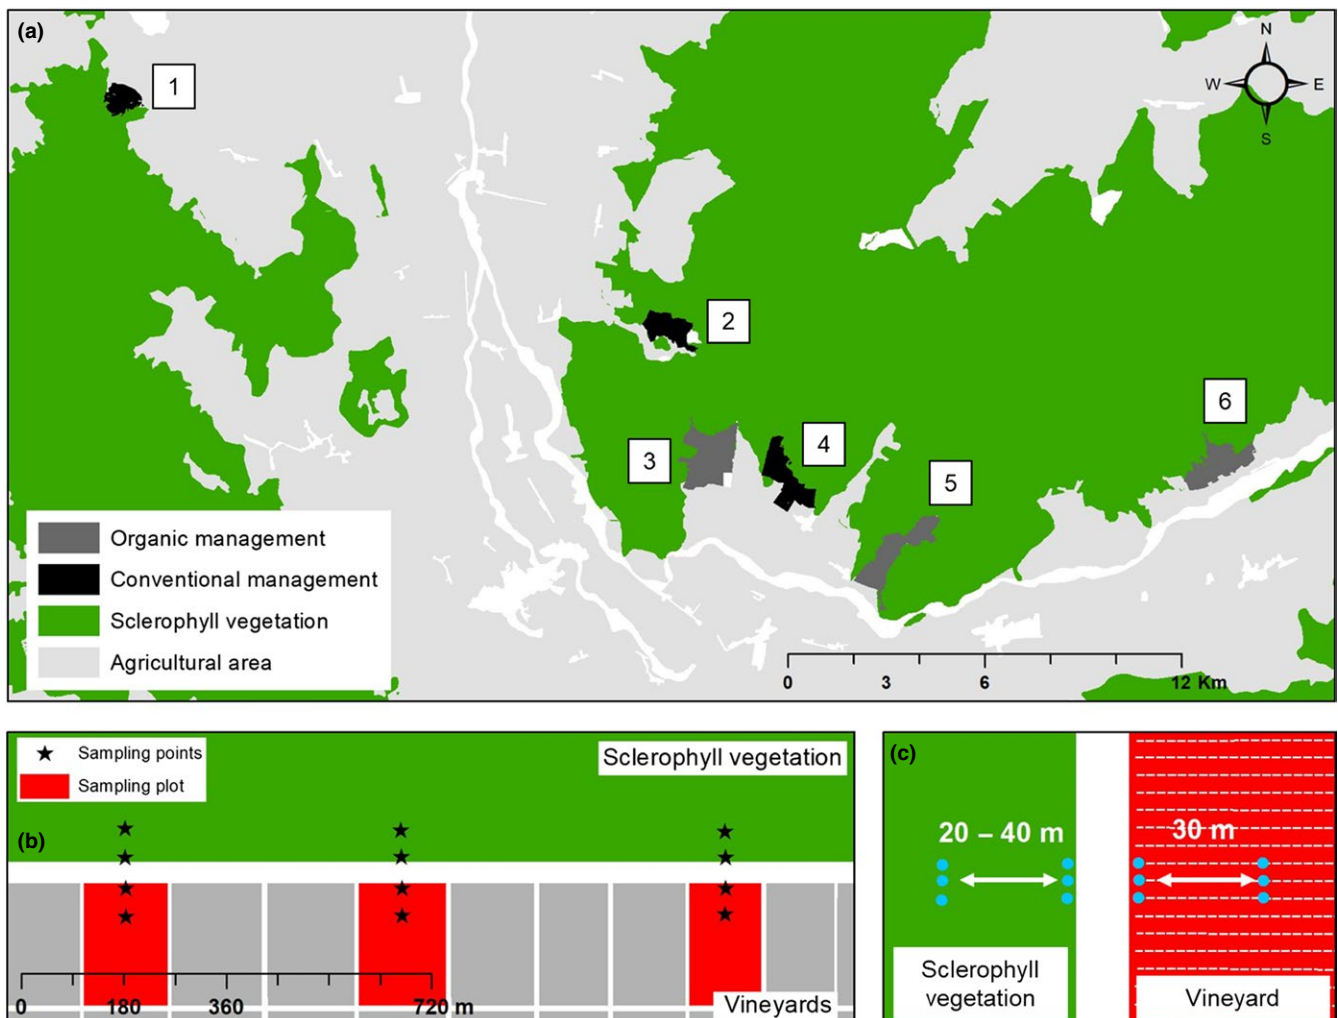 (a)
N
W E
S
1
2
3
4
5
6
Organic management
Conventional management
Sclerophyll vegetation
Agricultural area
0 3 6 12 Km
(b)
Sampling points
Sampling plot
Sclerophyll vegetation
0 180 360 720 m
Vineyards
(c)
20 – 40 m
30 m
Sclerophyll
vegetation
Vineyard